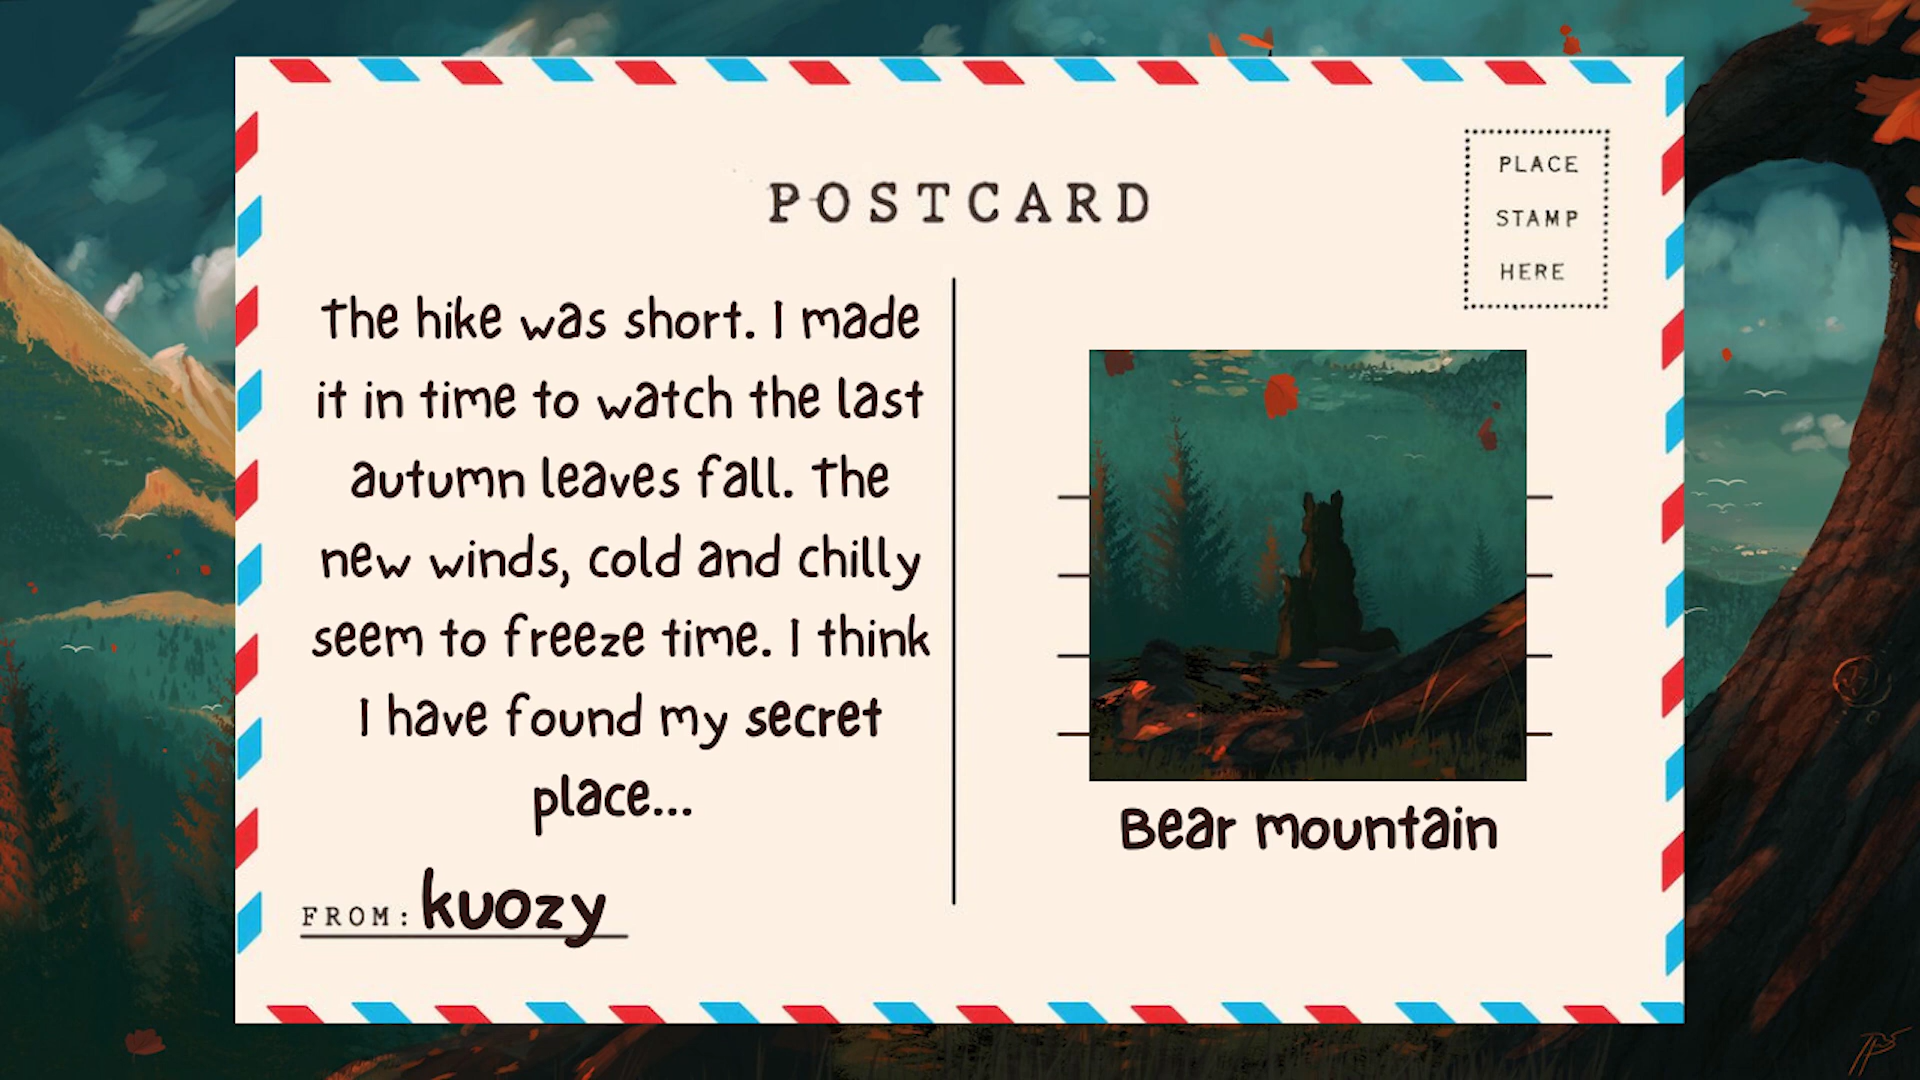 POSTCARD
PLACE
STAMP
HERE
The hike was short. I made
it in time to watch the last
autumn leaves fall. The
new winds, cold and chilly
seem to freeze time. I think
I have found my secret
place...
FROM: kuozy
Bear mountain